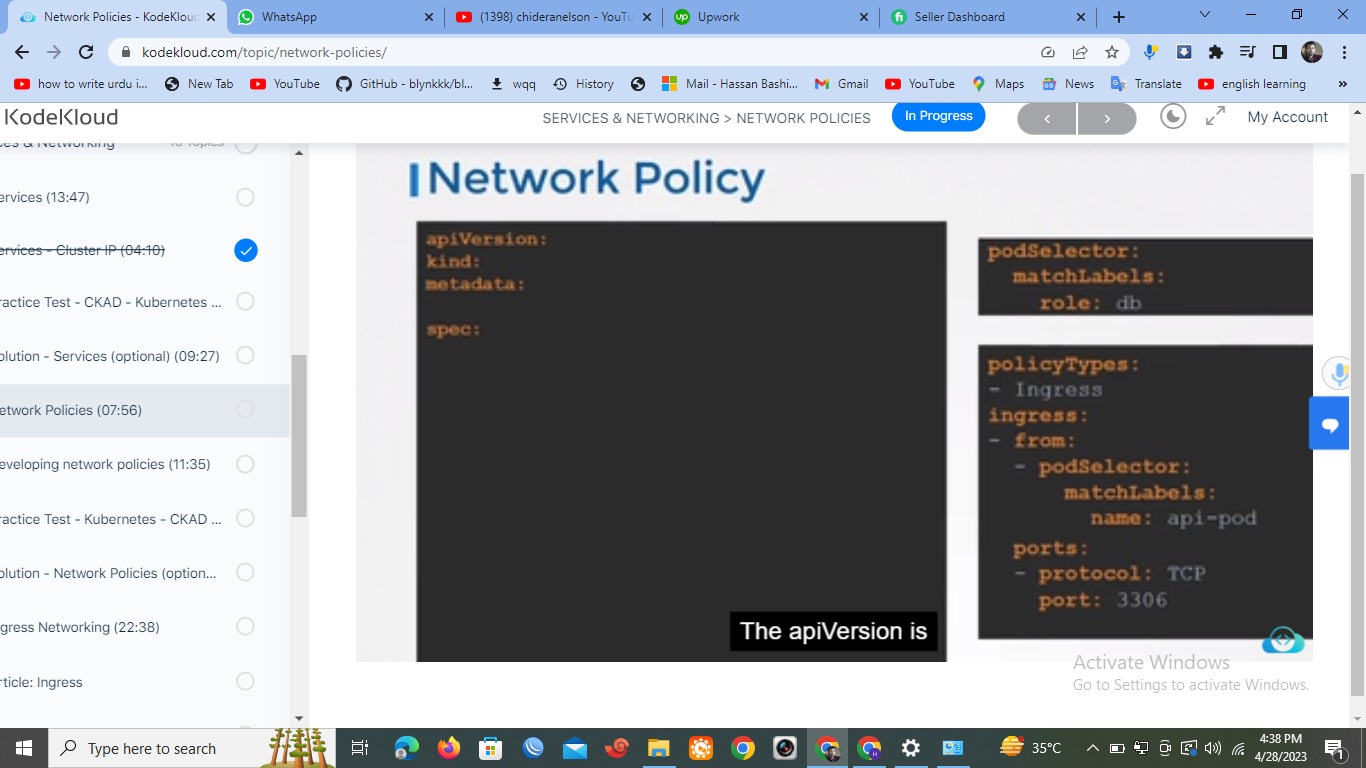 Network Policies - KodeKlou
WhatsApp
(1398) chideranelson - YouTu
Upwork
Seller Dashboard
kodekloud.com/topic/network-policies/
how to write urdu i...
New Tab
YouTube
GitHub - blynkkk/bl...
wqq
History
Mail - Hassan Bashi...
Gmail
YouTube
Maps
News
Translate
english learning
»
KodeKloud
SERVICES & NETWORKING > NETWORK POLICIES
In Progress
<
>
My Account
ces & Networking
Topics
ervices (13:47)
ervices - Cluster IP (04:10)
ractice Test - CKAD - Kubernetes ...
olution - Services (optional) (09:27)
etwork Policies (07:56)
eveloping network policies (11:35)
ractice Test - Kubernetes - CKAD ...
olution - Network Policies (option...
gress Networking (22:38)
rticle: Ingress
Network Policy
apiVersion:
kind:
metadata:
spec:
podSelector:
matchLabels:
role: db
policyTypes:
- Ingress
ingress:
- from:
- podSelector:
matchLabels:
name: api-pod
ports:
- protocol: TCP
port: 3306
The apiVersion is
Activate Windows
Go to Settings to activate Windows.
Type here to search
35°C
4:38 PM
4/28/2023
1